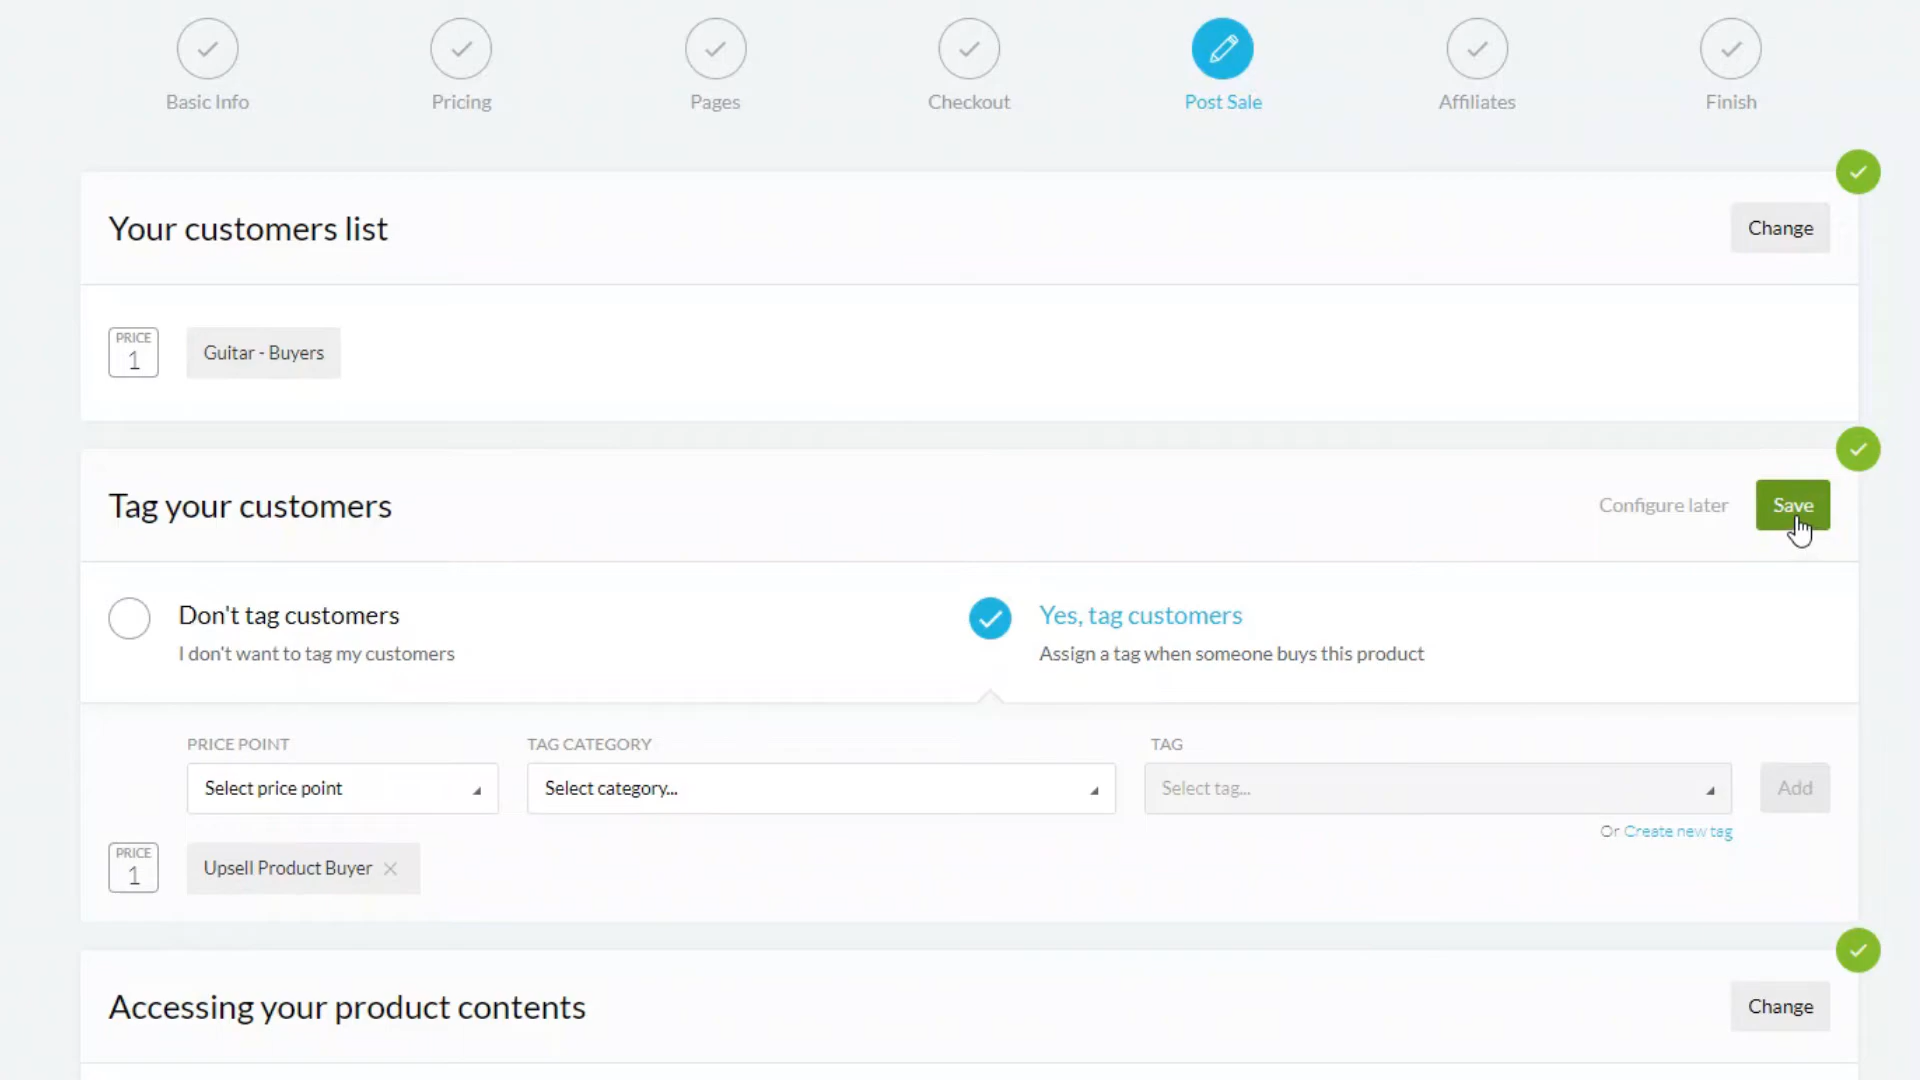 Basic Info
Pricing
Pages
Checkout
Post Sale
Affiliates
Finish
Your customers list
Change
PRICE
1
Guitar - Buyers
Tag your customers
Configure later
Save
Don't tag customers
I don't want to tag my customers
Yes, tag customers
Assign a tag when someone buys this product
PRICE POINT
TAG CATEGORY
TAG
Select price point
Select category...
Select tag...
Add
Or Create new tag
PRICE
1
Upsell Product Buyer
Accessing your product contents
Change